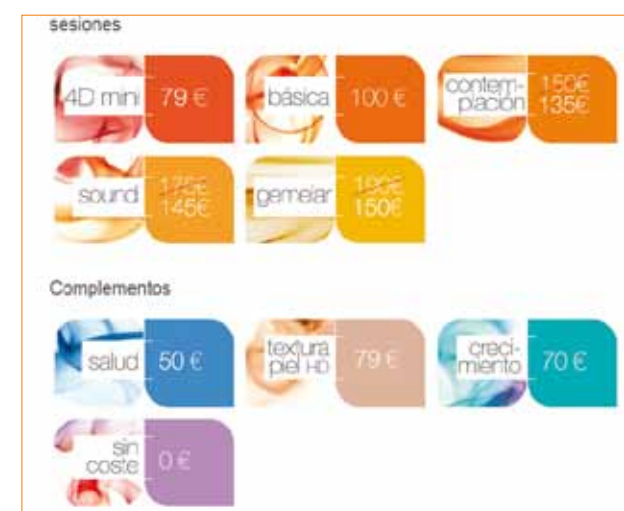 sesiones
4D mini 79 €
básica 100 €
contem-
plación 150€
135€
sound 175€
145€
gemelar 190€
150€
Complementos
salud 50 €
textura
piel HD 79 €
creci-
miento 70 €
sin
coste 0 €